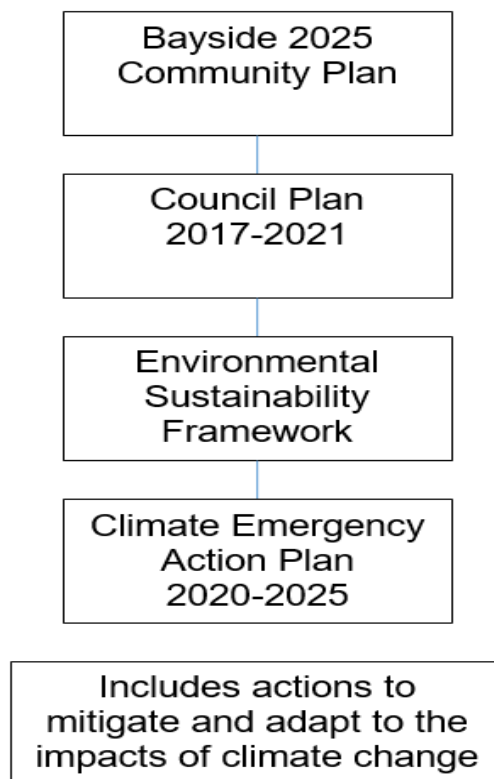 Bayside 2025
Community Plan
Council Plan
2017-2021
Environmental
Sustainability
Framework
Climate Emergency
Action Plan
2020-2025
Includes actions to
mitigate and adapt to the
impacts of climate change